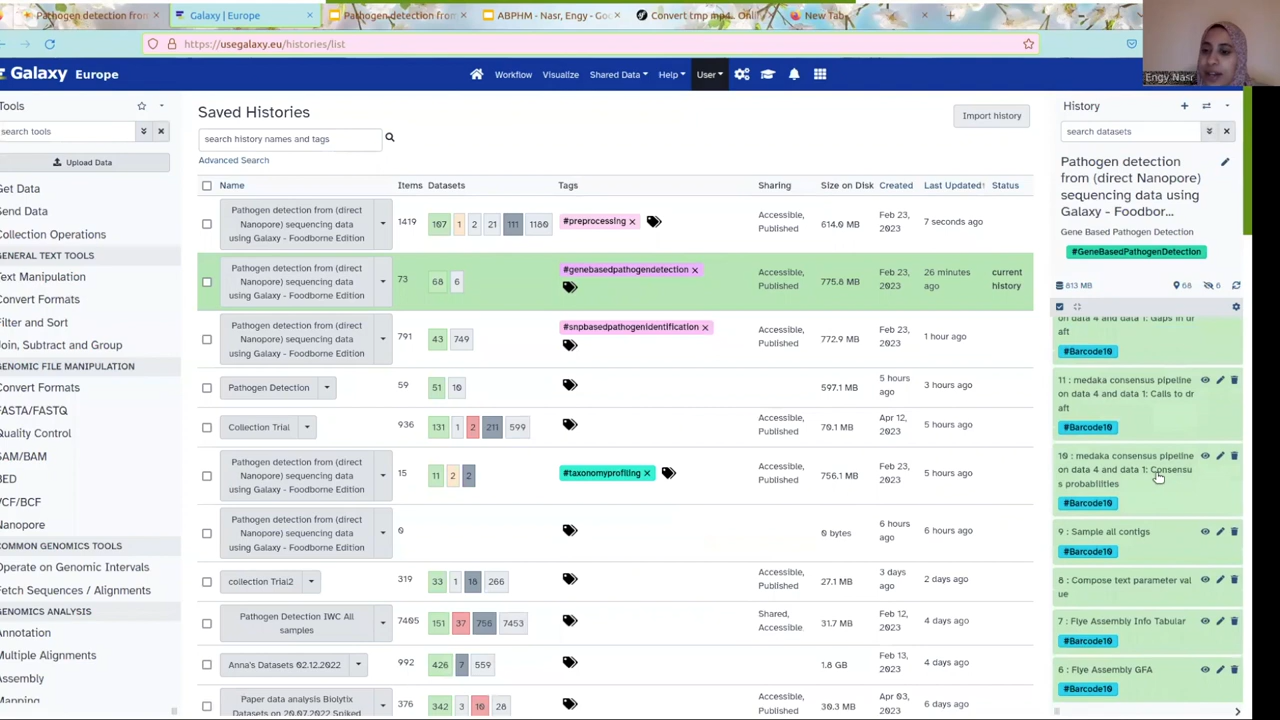 Pathogen detection from
Galaxy | Europe
Pathogen detection from
ABPHM - Nasr, Engy - Goo
Convert tmp mp4.. Onli
New Tab
https://usegalaxy.eu/histories/list
Engy Nasr
Galaxy Europe
Workflow
Visualize
Shared Data
Help
User
Tools
search tools
Upload Data
Get Data
Send Data
Collection Operations
GENERAL TEXT TOOLS
Text Manipulation
Convert Formats
Filter and Sort
Join, Subtract and Group
GENOMIC FILE MANIPULATION
Convert Formats
FASTA/FASTQ
Quality Control
SAM/BAM
BED
VCF/BCF
Nanopore
COMMON GENOMICS TOOLS
Operate on Genomic Intervals
Fetch Sequences / Alignments
GENOMICS ANALYSIS
Annotation
Multiple Alignments
Assembly
Mapping
Saved Histories
Import history
search history names and tags
Advanced Search
Name Items Datasets Tags Sharing Size on Disk Created Last Updated↑ Status
Pathogen detection from (direct
Nanopore) sequencing data
using Galaxy - Foodborne Edition
1419 107 1 2 21 111 1180 #preprocessing × Accessible,
Published 614.0 MB Feb 23,
2023 7 seconds ago
Pathogen detection from (direct
Nanopore) sequencing data
using Galaxy - Foodborne Edition
73 68 6 #genebasedpathogendetection × Accessible,
Published 775.8 MB Feb 23,
2023 26 minutes
ago current
history
Pathogen detection from (direct
Nanopore) sequencing data
using Galaxy - Foodborne Edition
791 43 749 #snpbasedpathogenidentification × Accessible,
Published 772.9 MB Feb 23,
2023 1 hour ago
Pathogen Detection 59 51 10 597.1 MB 5 hours
ago 3 hours ago
Collection Trial 936 131 1 2 211 599 Accessible,
Published 70.1 MB Apr 12,
2023 5 hours ago
Pathogen detection from (direct
Nanopore) sequencing data
using Galaxy - Foodborne Edition
15 11 2 2 #taxonomyprofiling × Accessible,
Published 756.1 MB Feb 23,
2023 5 hours ago
Pathogen detection from (direct
Nanopore) sequencing data
using Galaxy - Foodborne Edition
0 0 bytes 6 hours
ago 6 hours ago
collection Trial2 319 33 1 18 266 Accessible,
Published 27.1 MB 3 days
ago 2 days ago
Pathogen Detection IWC All
samples
7405 151 37 756 7453 Shared,
Accessible 31.7 MB Feb 12,
2023 4 days ago
Anna's Datasets 02.12.2022 992 426 7 559 1.8 GB Feb 13,
2023 4 days ago
Paper data analysis Biolytix
Datasets on 20.07.2022 Spiked
376 342 3 10 28 Accessible,
Published 30.3 MB Apr 03,
2023 6 days ago
History
search datasets
Pathogen detection
from (direct
Nanopore)
sequencing data
using Galaxy -
Foodbor...
Gene Based Pathogen Detection
#GeneBasedPathogenDetection
613 MB 68 6
on data 4 and data 1: Gaps in dr
aft
#Barcode10
11 : medaka consensus pipeline
on data 4 and data 1: Calls to dr
aft
#Barcode10
10 : medaka consensus pipeline
on data 4 and data 1: Consensu
s probabilities
#Barcode10
9 : Sample all contigs
#Barcode10
8 : Compose text parameter val
ue
7 : Flye Assembly Info Tabular
#Barcode10
6 : Flye Assembly GFA
#Barcode10